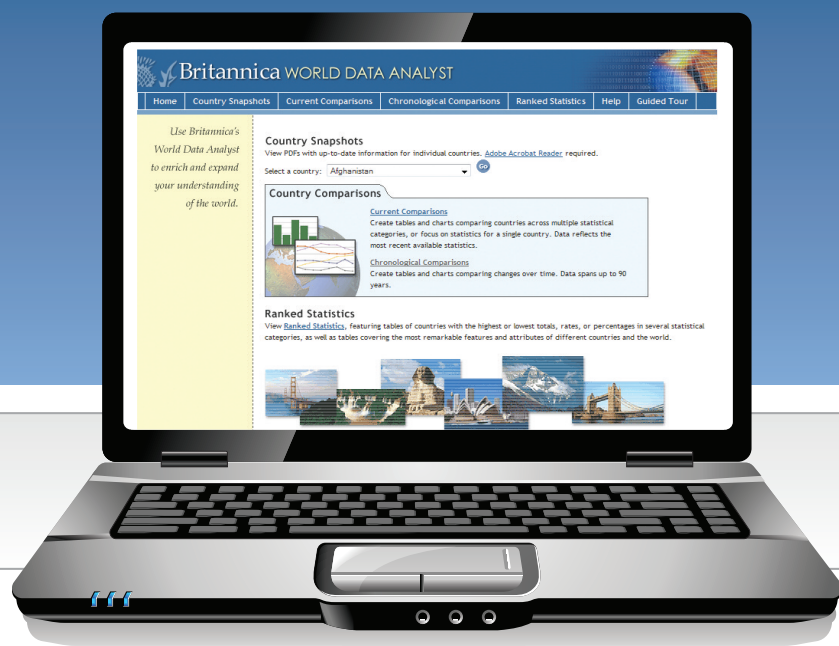 Britannica WORLD DATA ANALYST
Home Country Snapshots Current Comparisons Chronological Comparisons Ranked Statistics Help Guided Tour
Use Britannica's
World Data Analyst
to enrich and expand
your understanding
of the world.
Country Snapshots
View PDFs with up-to-date information for individual countries. Adobe Acrobat Reader required.
Select a country: Afghanistan Go
Country Comparisons
Current Comparisons
Create tables and charts comparing countries across multiple statistical
categories, or focus on statistics for a single country. Data reflects the
most recent available statistics.
Chronological Comparisons
Create tables and charts comparing changes over time. Data spans up to 90
years.
Ranked Statistics
View Ranked Statistics, featuring tables of countries with the highest or lowest totals, rates, or percentages in several statistical
categories, as well as tables covering the most remarkable features and attributes of different countries and the world.